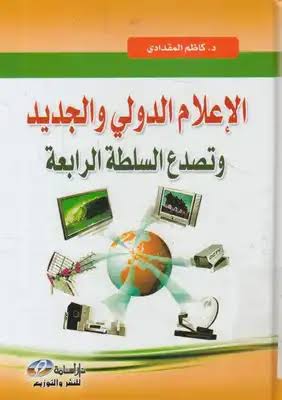 د. كاظم المقدادي
الإعلام الدولي والجديد
وتصدع السلطة الرابعة
دار أسامة
للنشر والتوزيع